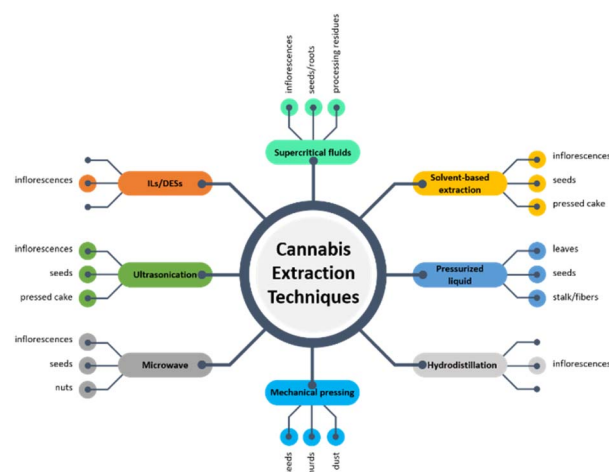 inflorescences
seeds/roots
processing residues
Supercritical fluids
inflorescences
ILs/DESs
Solvent-based
extraction
inflorescences
seeds
pressed cake
Cannabis
Extraction
Techniques
inflorescences
seeds
pressed cake
Ultrasonication
Pressurized
liquid
leaves
seeds
stalk/fibers
inflorescences
seeds
nuts
Microwave
Hydrodistillation
inflorescences
Mechanical pressing
eeds
urds
dust